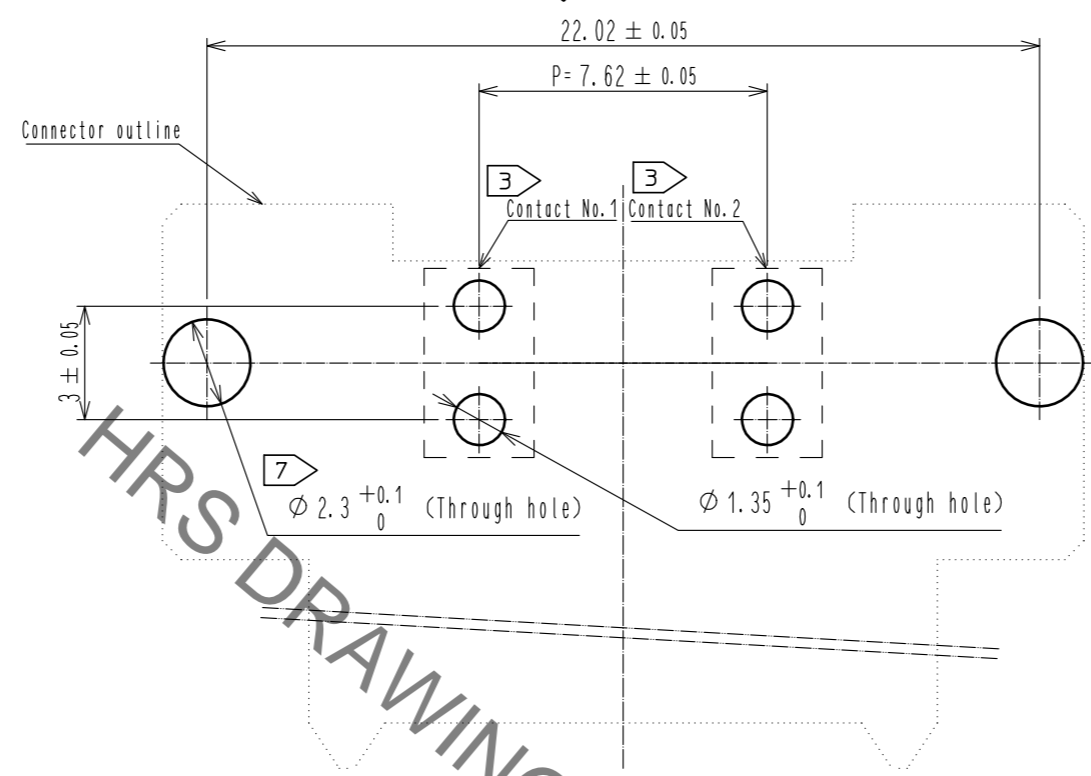 22.02 ± 0.05
P= 7.62 ± 0.05
Connector outline
3
3
Contact No.1
Contact No.2
3 ± 0.05
7
Ø 2.3 +0.1 0 (Through hole)
Ø 1.35 +0.1 0 (Through hole)
HRS DRAWING